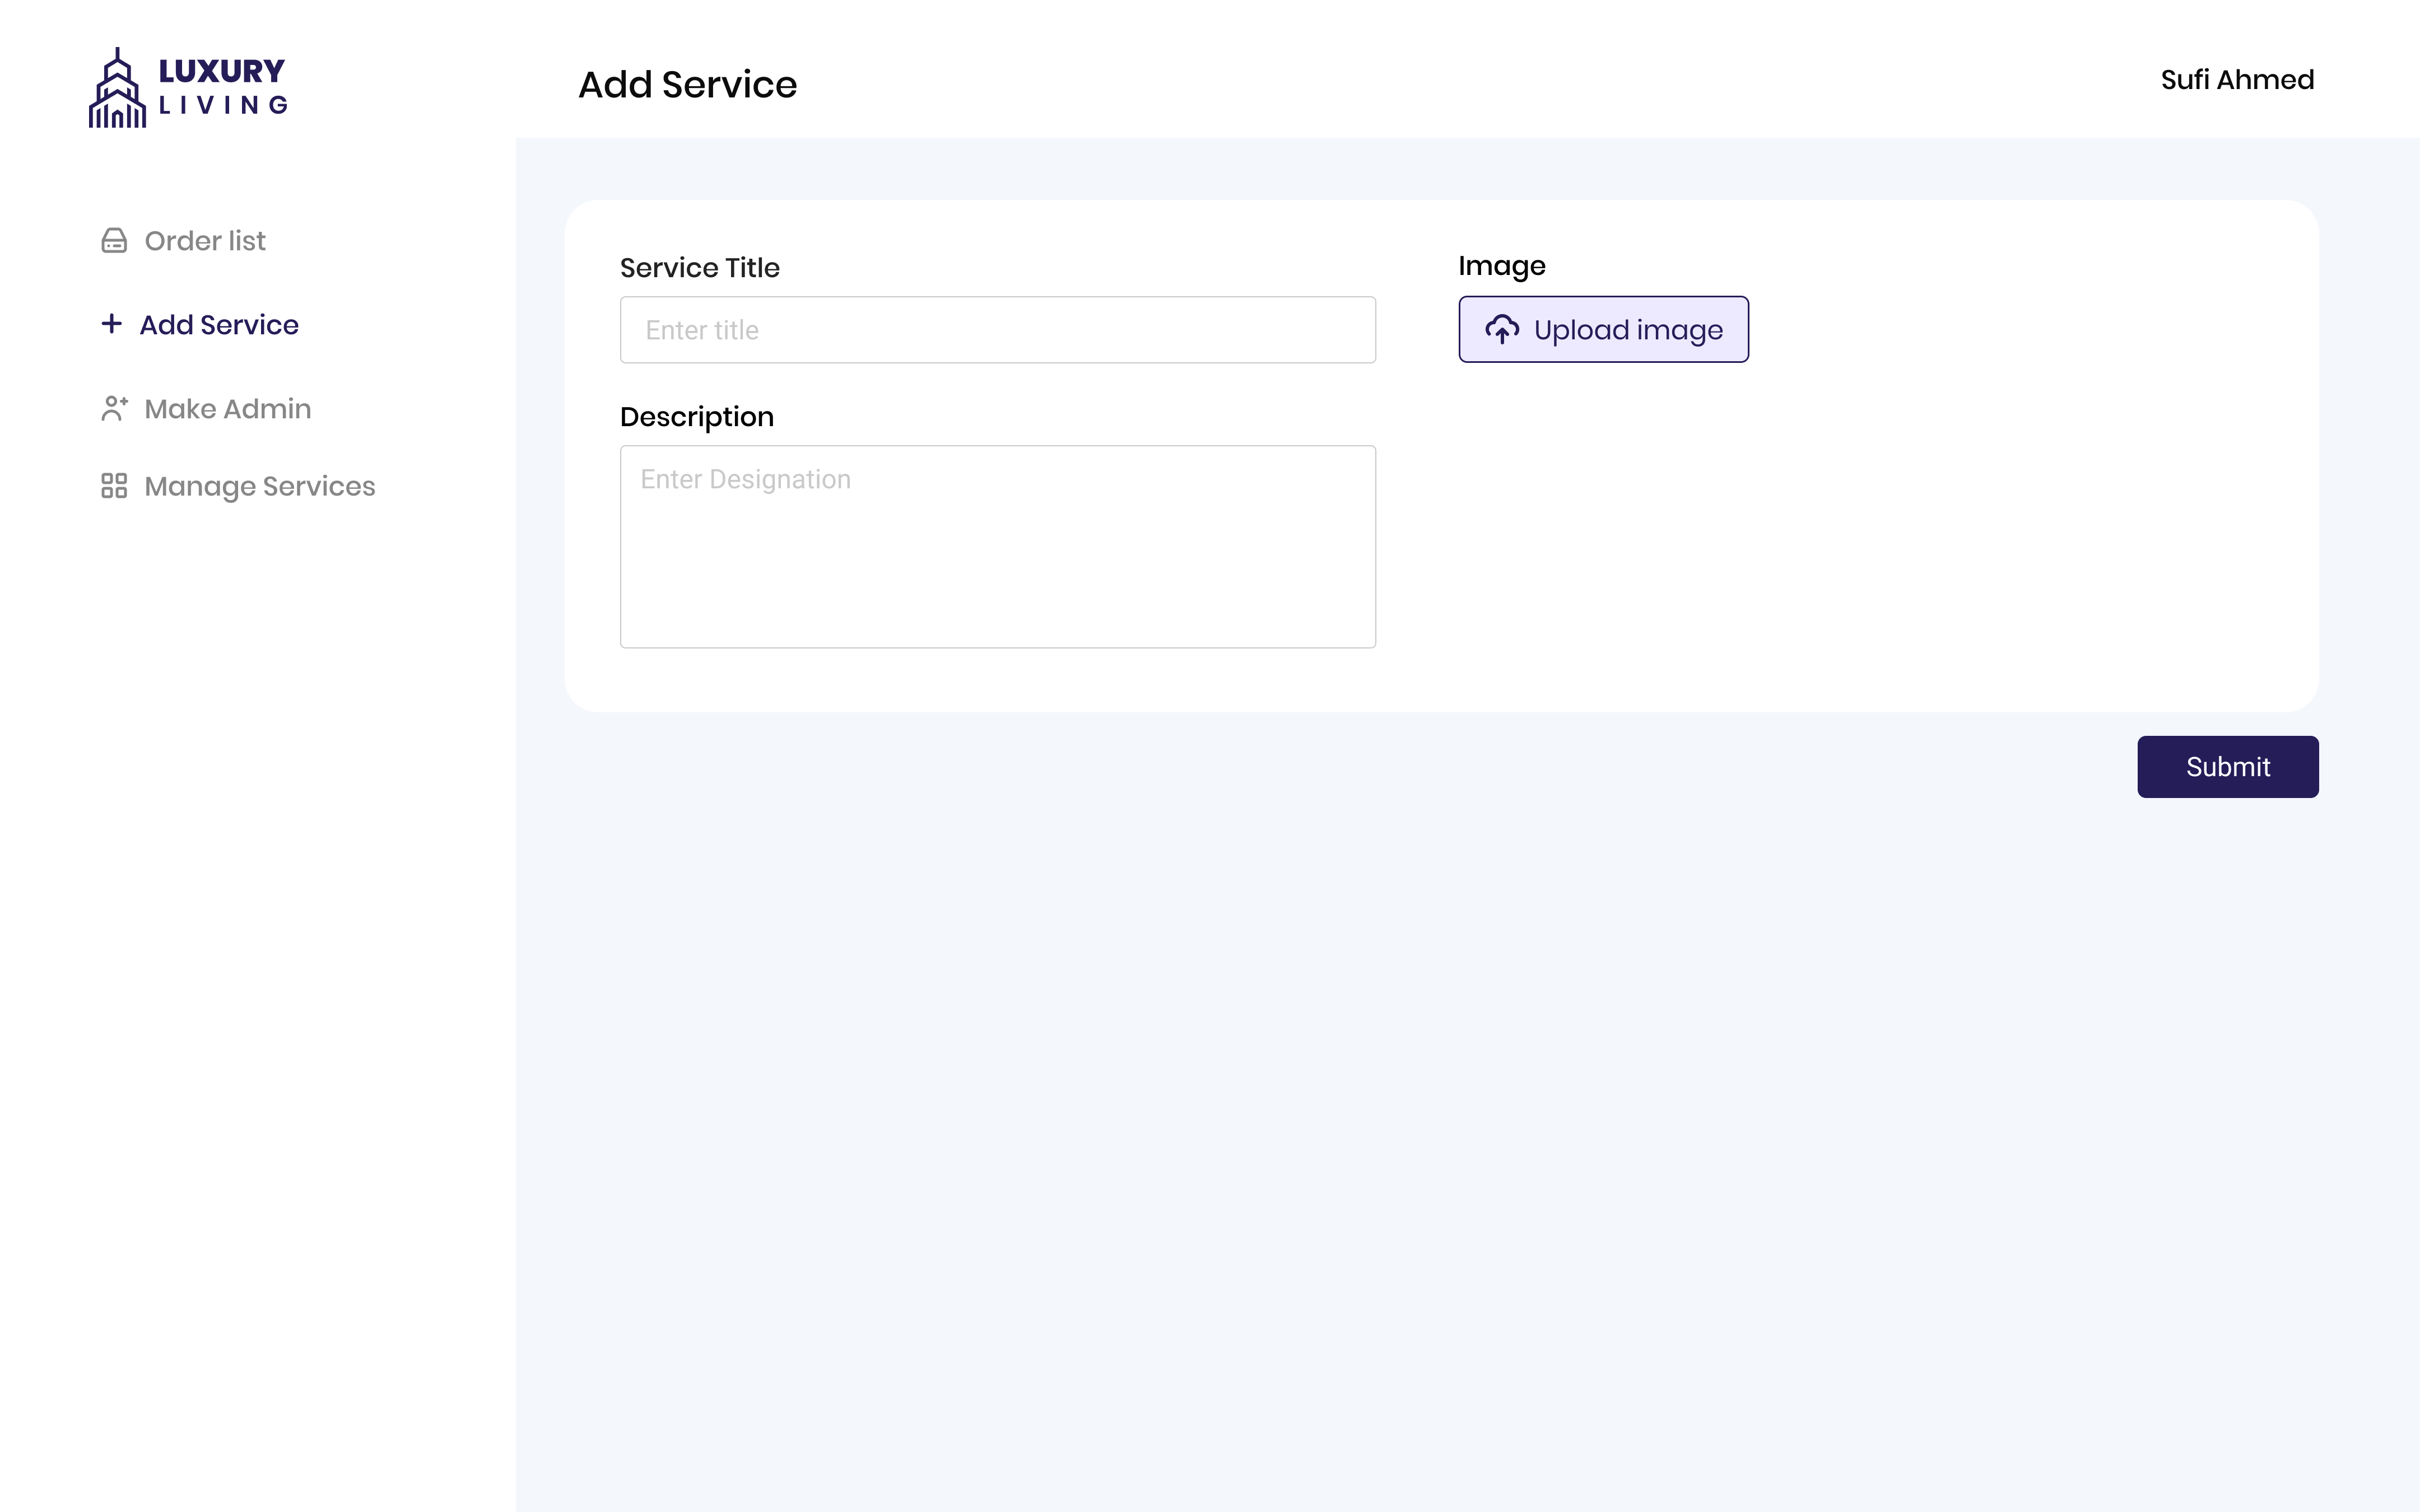 LUXURY
LIVING
Add Service
Sufi Ahmed
Order list
Add Service
Make Admin
Manage Services
Service Title
Enter title
Image
Upload image
Description
Enter Designation
Submit